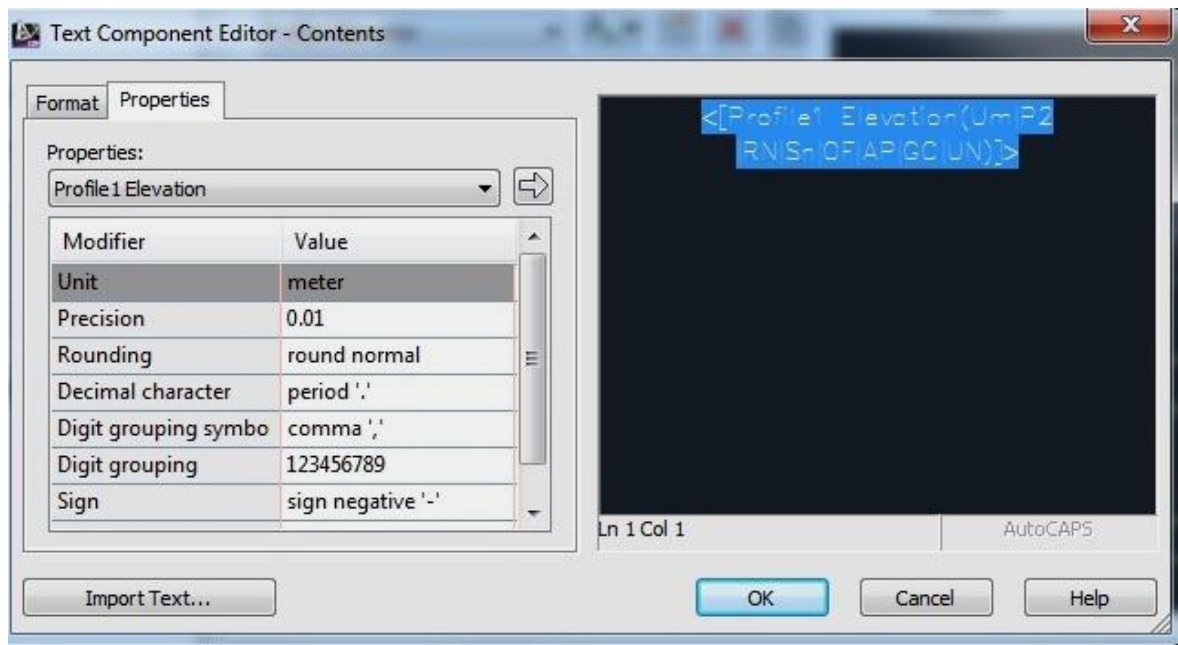 Text Component Editor - Contents
Format Properties
Properties:
Profile1 Elevation
Modifier Value
Unit meter
Precision 0.01
Rounding round normal
Decimal character period '.'
Digit grouping symbo comma ','
Digit grouping 123456789
Sign sign negative '-'
<[Profile1 Elevation(Um|P2
RN|Sn|OF|AP|GC|UN)]>
Ln 1 Col 1
AutoCAPS
Import Text...
OK Cancel Help